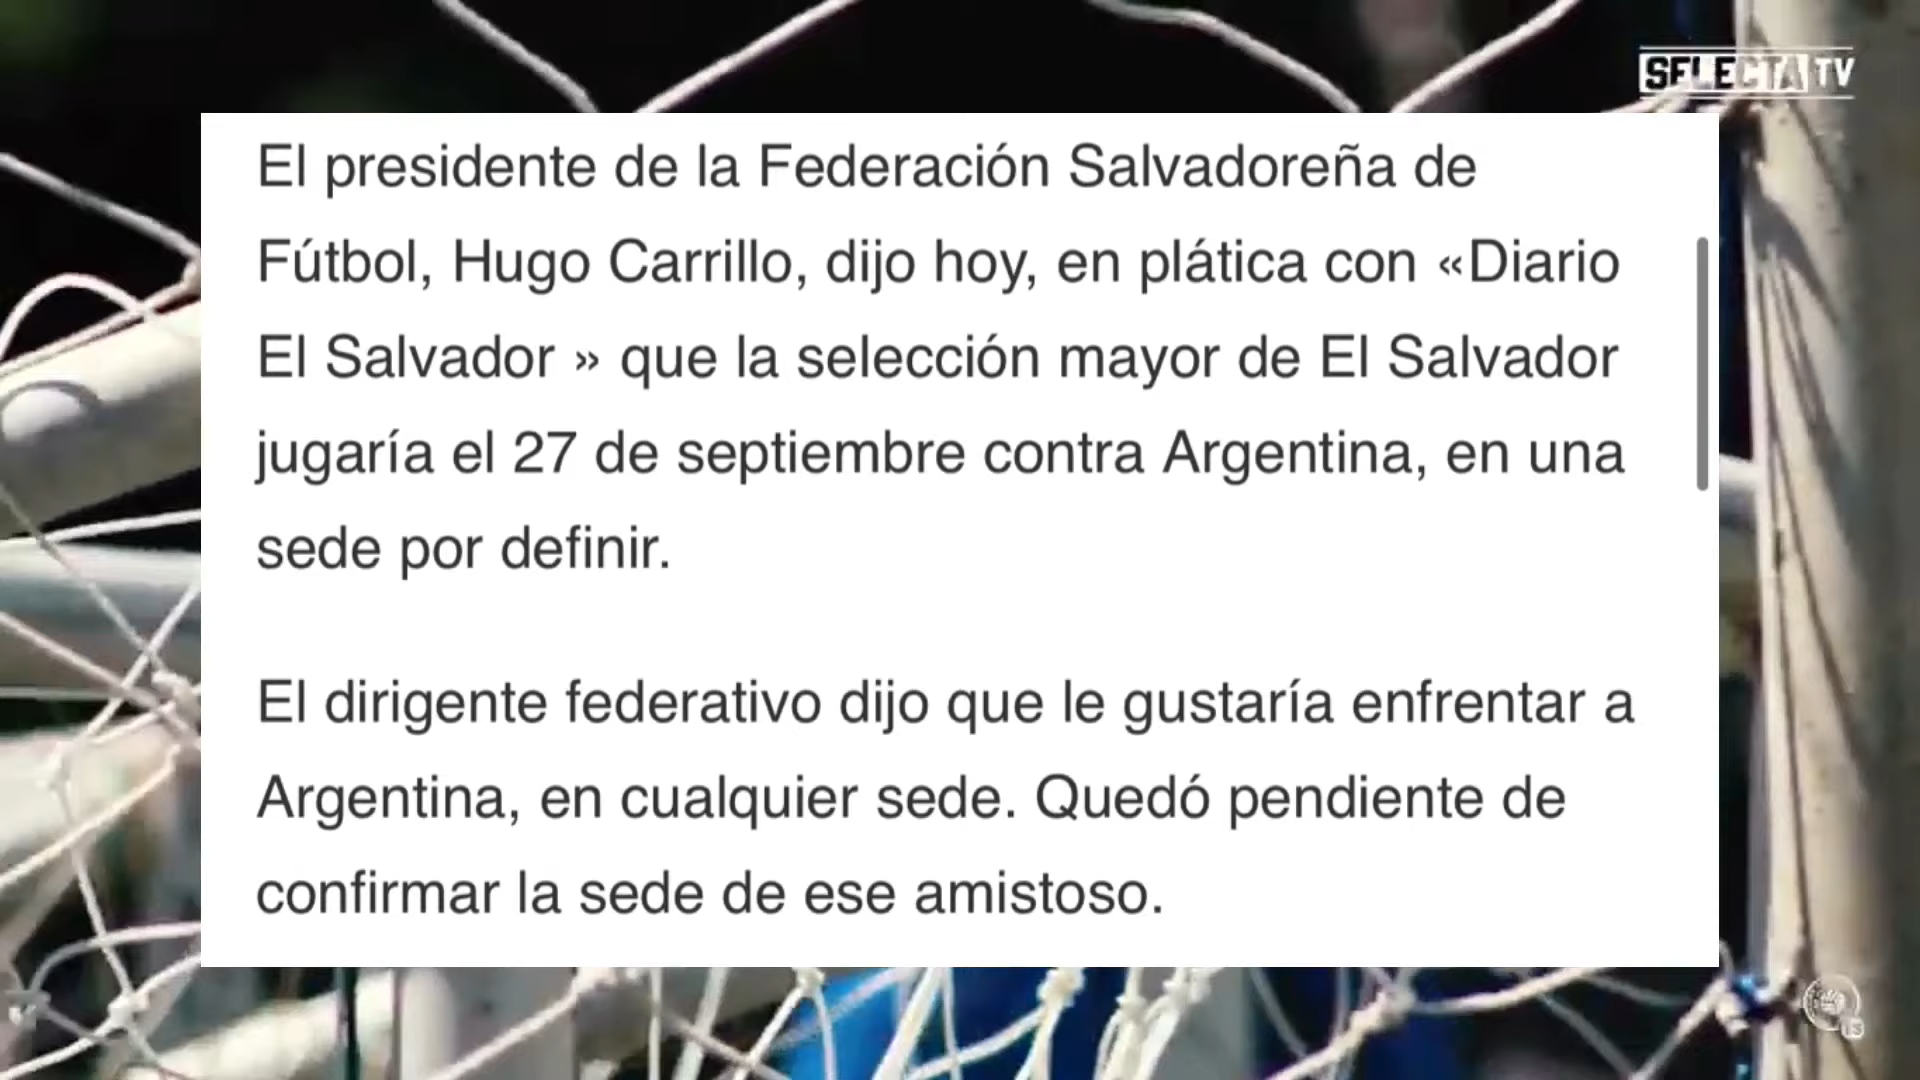 SELECTA TV
El presidente de la Federación Salvadoreña de
Fútbol, Hugo Carrillo, dijo hoy, en plática con «Diario
El Salvador » que la selección mayor de El Salvador
jugaría el 27 de septiembre contra Argentina, en una
sede por definir.
El dirigente federativo dijo que le gustaría enfrentar a
Argentina, en cualquier sede. Quedó pendiente de
confirmar la sede de ese amistoso.